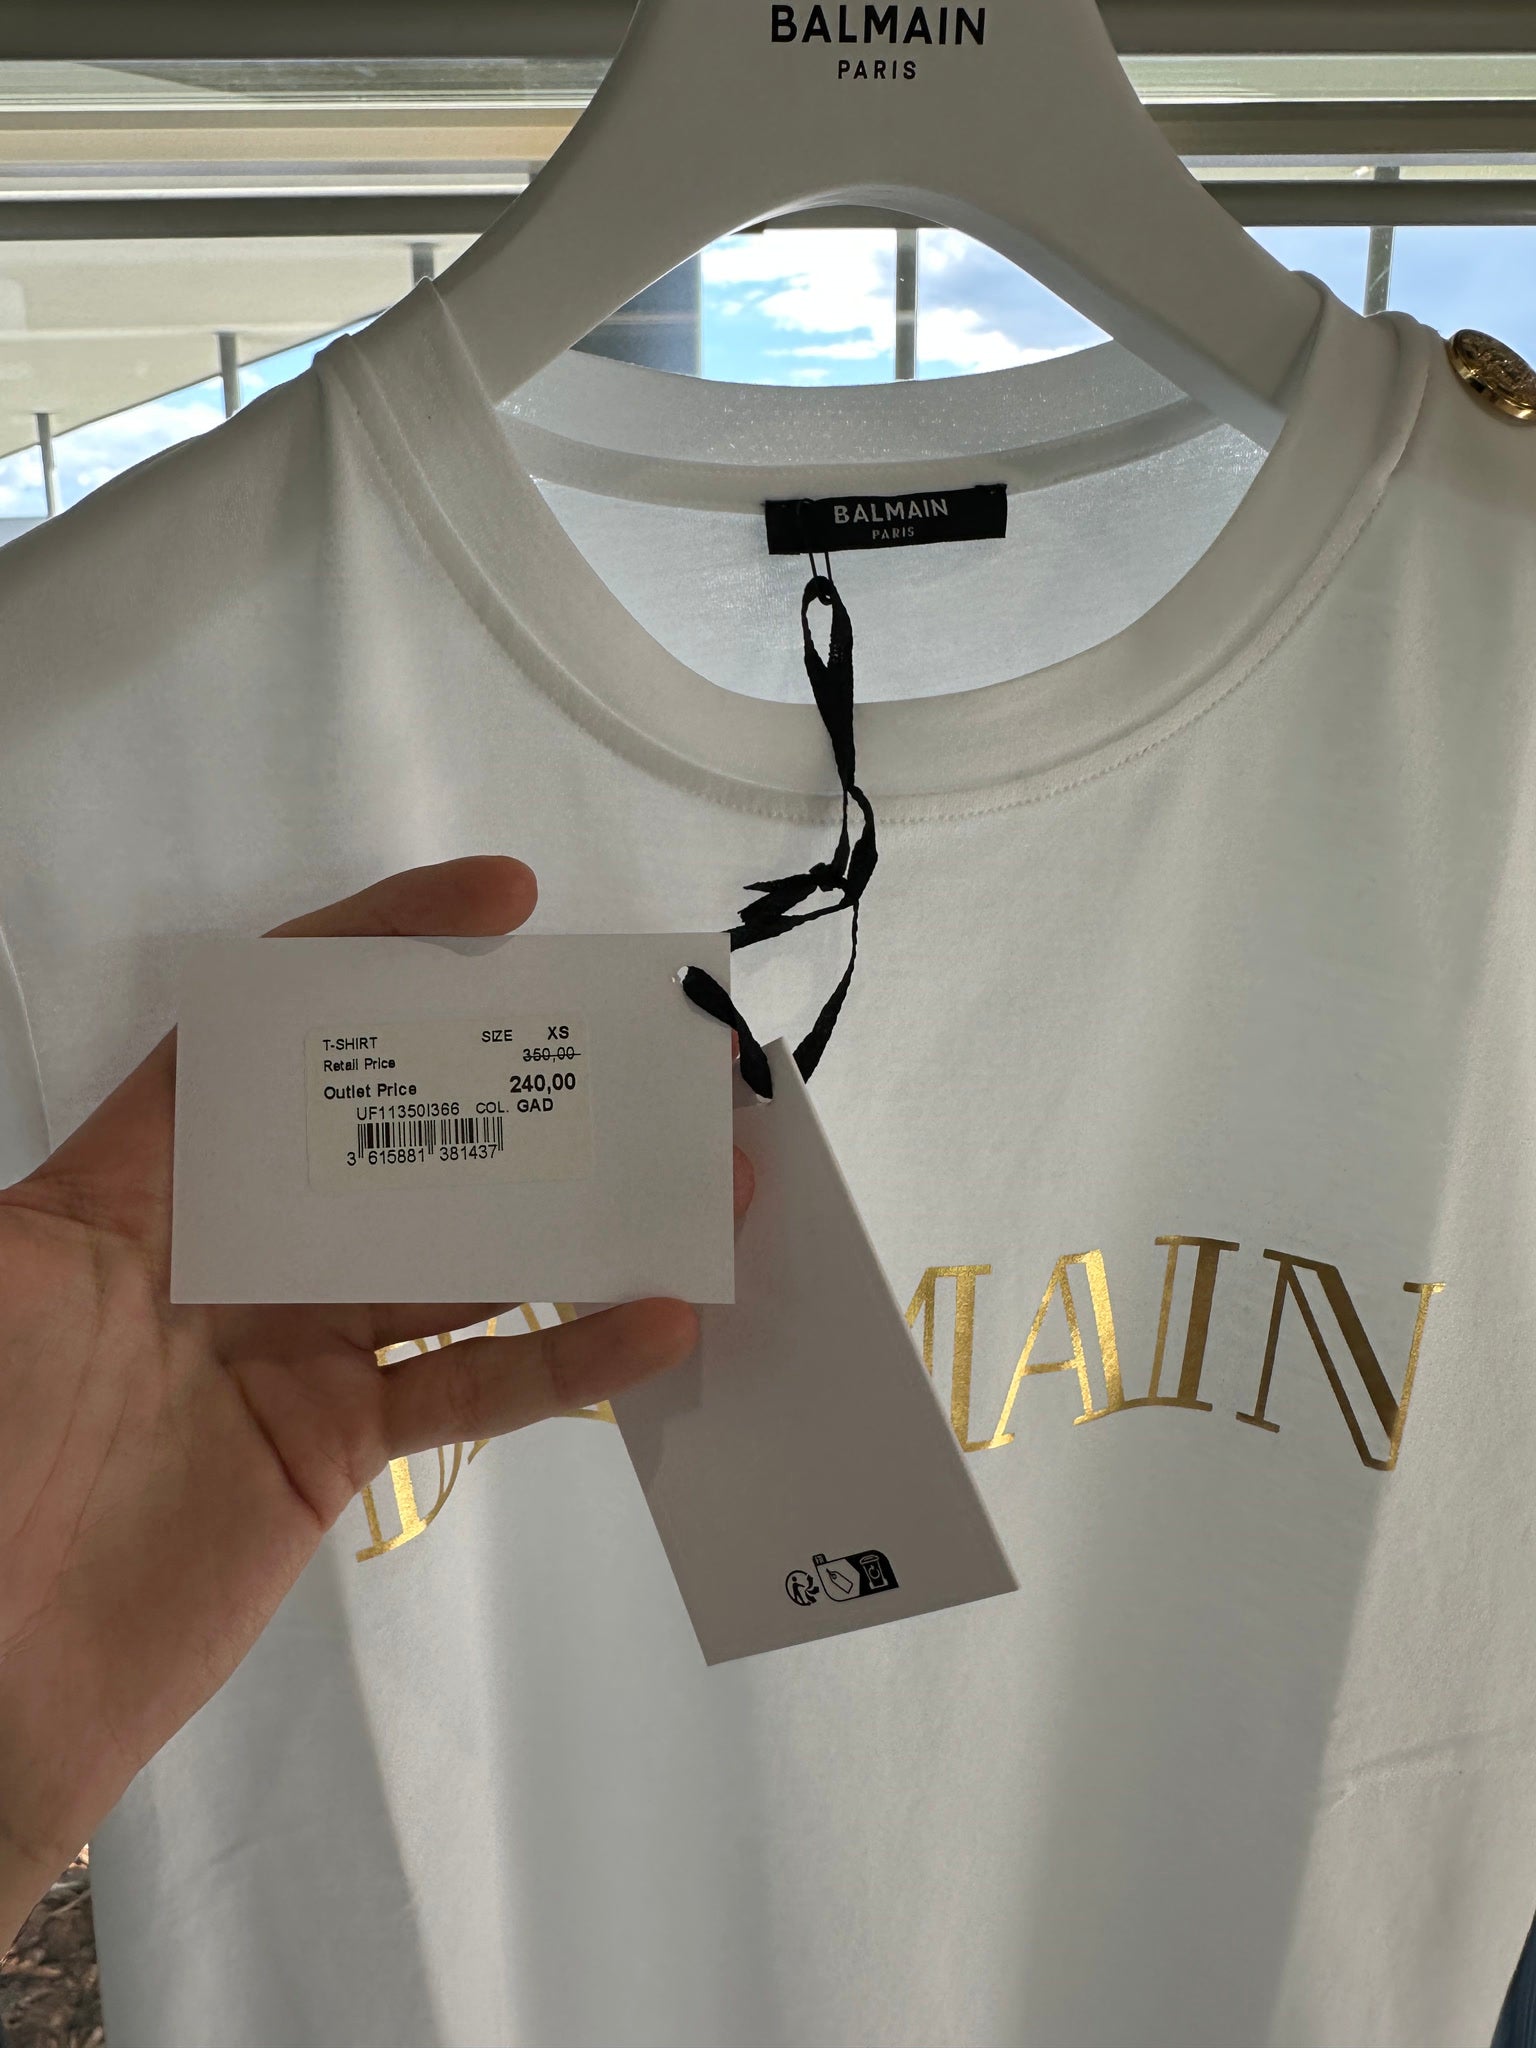 BALMAIN
PARIS
BALMAIN
PARIS
T-SHIRT SIZE XS
Retail Price 350,00
Outlet Price 240,00
UF11350I366 COL. GAD
3 615881 381437
MAIN